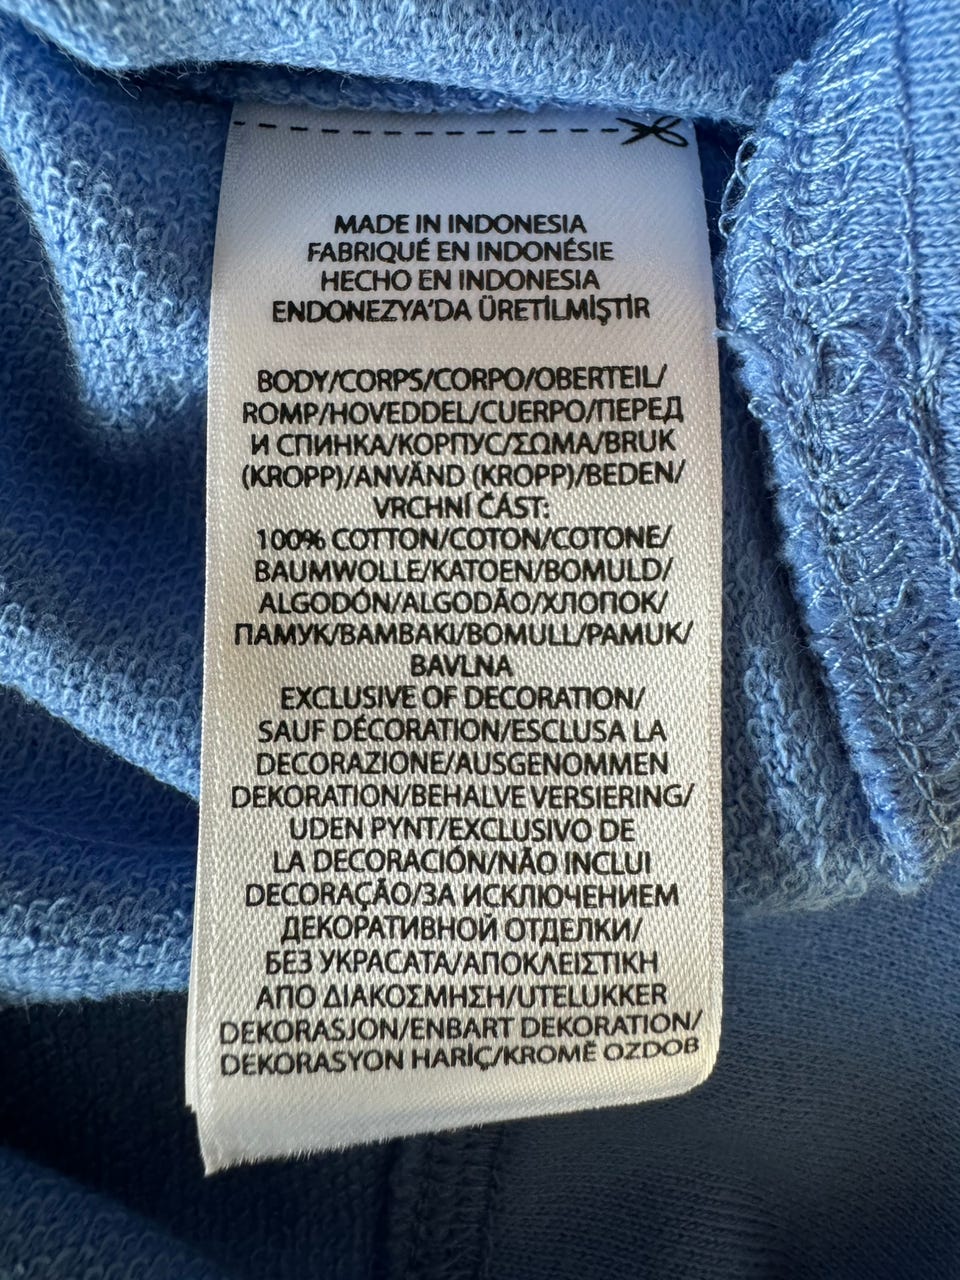 MADE IN INDONESIA
FABRIQUÉ EN INDONÉSIE
HECHO EN INDONESIA
ENDONEZYA'DA ÜRETİLMİŞTİR
BODY/CORPS/CORPO/OBERTEIL/
ROMP/HOVEDDEL/CUERPO/ПЕРЕД
И СПИНКА/КОРПУС/ΣΩΜΑ/BRUK
(KROPP)/ANVÄND (KROPP)/BEDEN/
VRCHNÍ ČÁST:
100% COTTON/COTON/COTONE/
BAUMWOLLE/KATOEN/BOMULD/
ALGODÓN/ALGODÃO/ХЛОПОК/
ПАМУК/ΒΑΜΒΑΚΙ/BOMULL/PAMUK/
BAVLNA
EXCLUSIVE OF DECORATION/
SAUF DÉCORATION/ESCLUSA LA
DECORAZIONE/AUSGENOMMEN
DEKORATION/BEHALVE VERSIERING/
UDEN PYNT/EXCLUSIVO DE
LA DECORACIÓN/NÃO INCLUI
DECORAÇÃO/ЗА ИСКЛЮЧЕНИЕМ
ДЕКОРАТИВНОЙ ОТДЕЛКИ/
БЕЗ УКРАСАТА/ΑΠΟΚΛΕΙΣΤΙΚΗ
ΑΠΟ ΔΙΑΚΟΣΜΗΣΗ/UTELUKKER
DEKORASJON/ENBART DEKORATION/
DEKORASYON HARİÇ/KROMĚ OZDOB